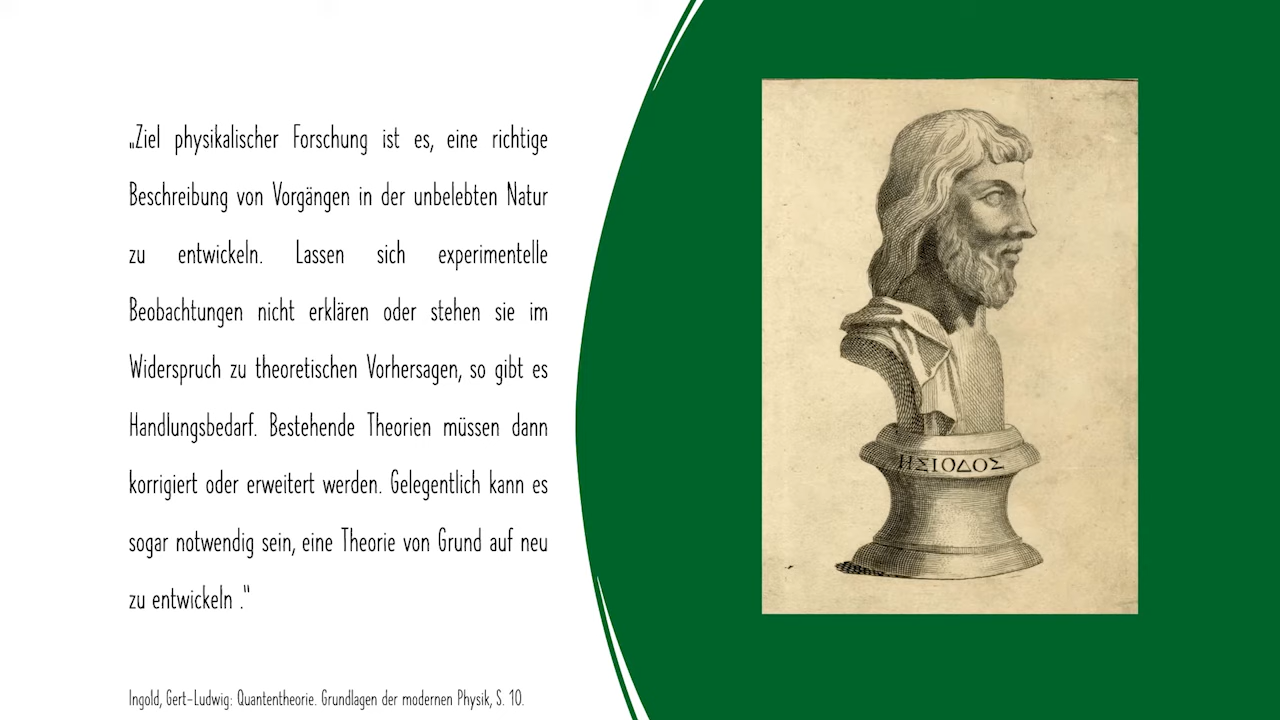 „Ziel physikalischer Forschung ist es, eine richtige
Beschreibung von Vorgängen in der unbelebten Natur
zu entwickeln. Lassen sich experimentelle
Beobachtungen nicht erklären oder stehen sie im
Widerspruch zu theoretischen Vorhersagen, so gibt es
Handlungsbedarf. Bestehende Theorien müssen dann
korrigiert oder erweitert werden. Gelegentlich kann es
sogar notwendig sein, eine Theorie von Grund auf neu
zu entwickeln ."
Ingold, Gert-Ludwig: Quantentheorie. Grundlagen der modernen Physik, S. 10.
ΗΣΙΟΔΟΣ